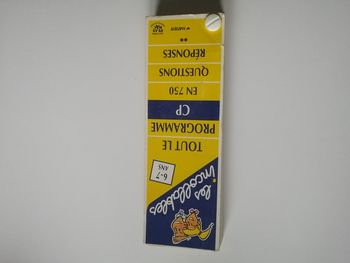 les
incollables
6-7
ANS
TOUT LE
PROGRAMME
CP
EN 750
QUESTIONS
RÉPONSES